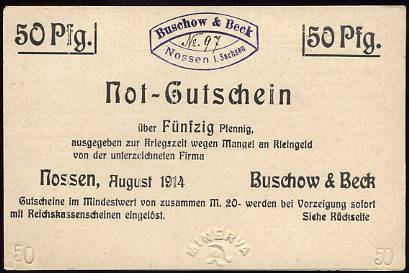 50 Pfg.
Buschow & Beck
No. 97
Nossen i. Sachsen
50 Pfg.
Not-Gutschein
über Fünfzig Pfennig,
ausgegeben zur Kriegszeit wegen Mangel an Kleingeld
von der unterzeichneten Firma
Nossen, August 1914 Buschow & Beck
Gutscheine im Mindestwert von zusammen M. 20- werden bei Vorzeigung sofort
mit Reichskassenscheinen eingelöst. Siehe Rückseite
50 MINERVA 50